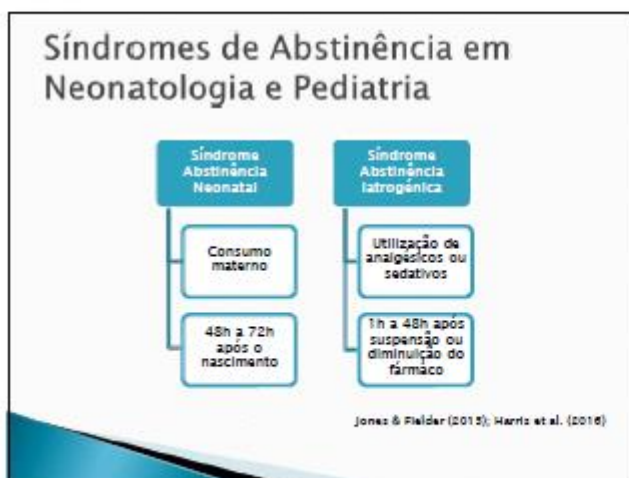 Síndromes de Abstinência em
Neonatologia e Pediatria
Síndrome
Abstinência
Neonatal
Consumo
materno
48h a 72h
após o
nascimento
Síndrome
Abstinência
Iatrogénica
Utilização de
analgésicos ou
sedativos
1h a 48h após
suspensão ou
diminuição do
fármaco
Jones & Fielder (2015); Harris et al. (2016)